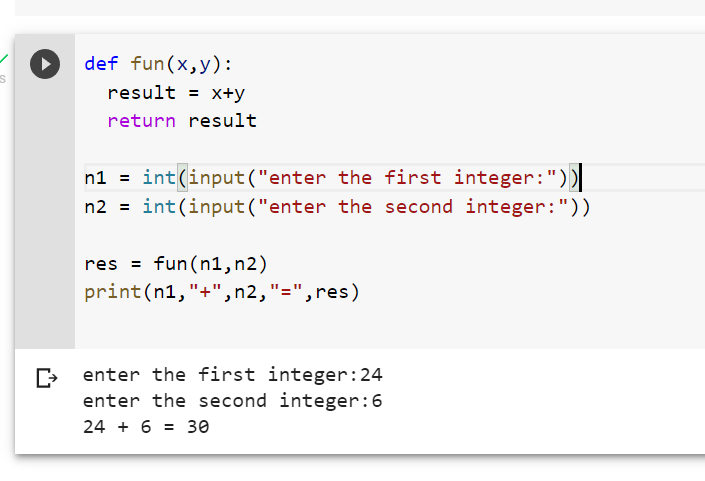 def fun(x,y):
  result = x+y
  return result
n1 = int(input("enter the first integer:"))
n2 = int(input("enter the second integer:"))
res = fun(n1,n2)
print(n1,"+",n2,"=",res)
s
enter the first integer:24
enter the second integer:6
24 + 6 = 30